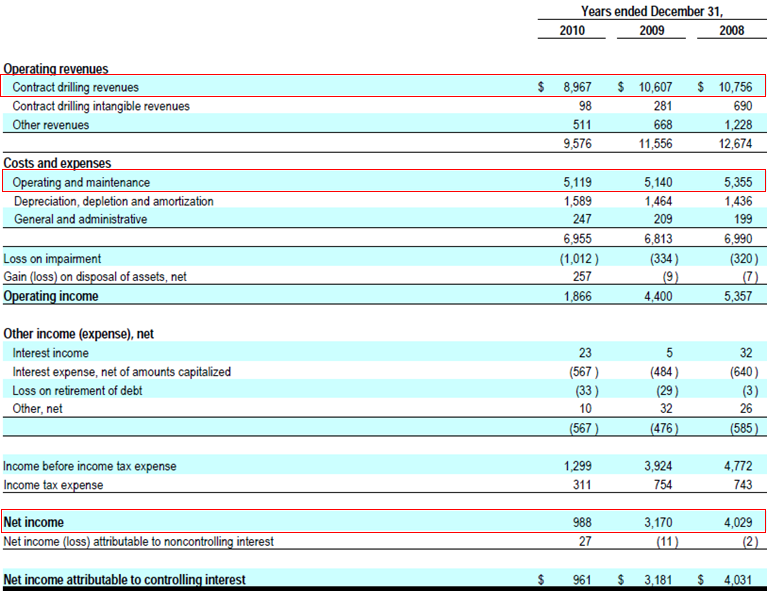 Years ended December 31,
2010 2009 2008
Operating revenues
Contract drilling revenues $ 8,967 $ 10,607 $ 10,756
Contract drilling intangible revenues 98 281 690
Other revenues 511 668 1,228
9,576 11,556 12,674
Costs and expenses
Operating and maintenance 5,119 5,140 5,355
Depreciation, depletion and amortization 1,589 1,464 1,436
General and administrative 247 209 199
6,955 6,813 6,990
Loss on impairment (1,012 ) (334 ) (320 )
Gain (loss) on disposal of assets, net 257 (9 ) (7 )
Operating income 1,866 4,400 5,357
Other income (expense), net
Interest income 23 5 32
Interest expense, net of amounts capitalized (567 ) (484 ) (640 )
Loss on retirement of debt (33 ) (29 ) (3 )
Other, net 10 32 26
(567 ) (476 ) (585 )
Income before income tax expense 1,299 3,924 4,772
Income tax expense 311 754 743
Net income 988 3,170 4,029
Net income (loss) attributable to noncontrolling interest 27 (11 ) (2 )
Net income attributable to controlling interest $ 961 $ 3,181 $ 4,031